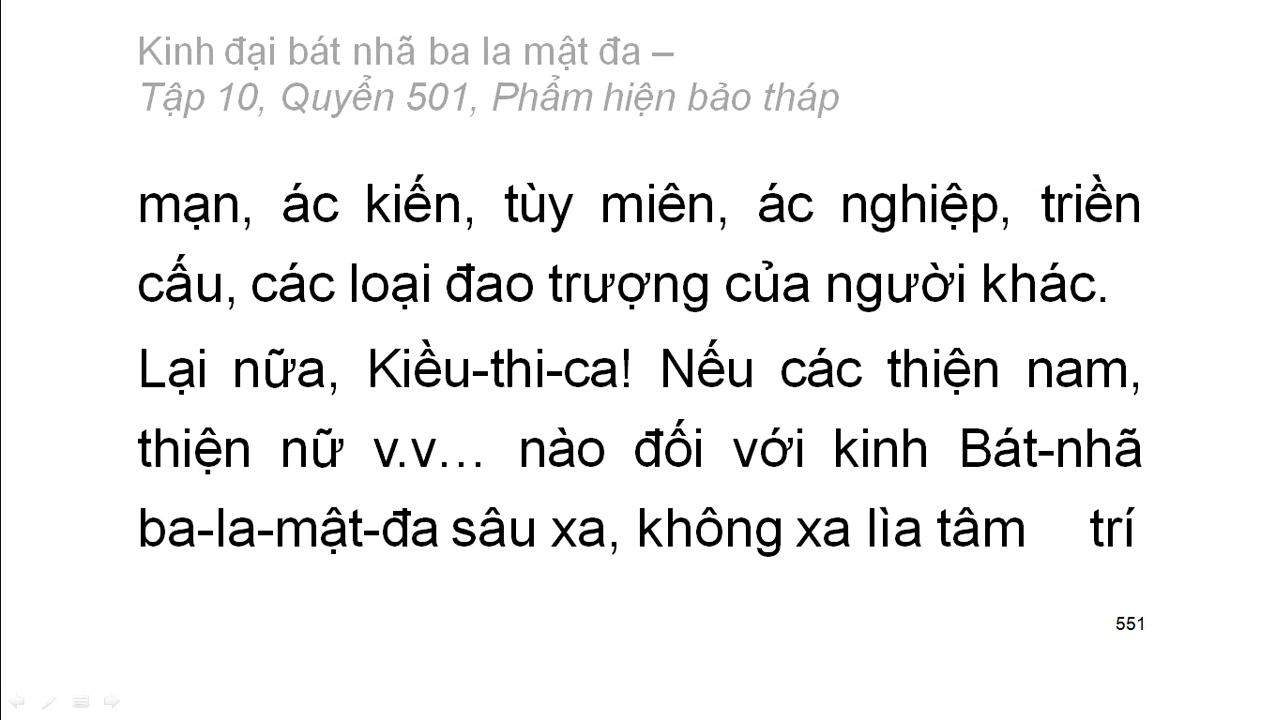 Kinh đại bát nhã ba la mật đa –
Tập 10, Quyển 501, Phẩm hiện bảo tháp
mạn, ác kiến, tùy miên, ác nghiệp, triền
cấu, các loại đao trượng của người khác.
Lại nữa, Kiều-thi-ca! Nếu các thiện nam,
thiện nữ v.v… nào đối với kinh Bát-nhã
ba-la-mật-đa sâu xa, không xa lìa tâm trí
551